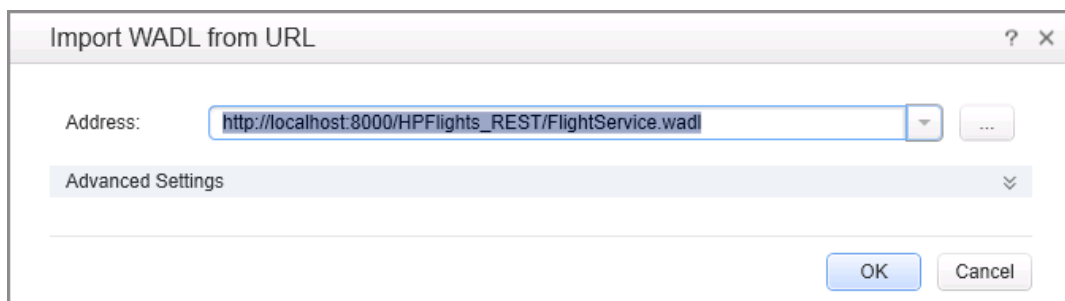 Import WADL from URL ? ×
Address: http://localhost:8000/HPFlights_REST/FlightService.wadl ...
Advanced Settings
OK Cancel